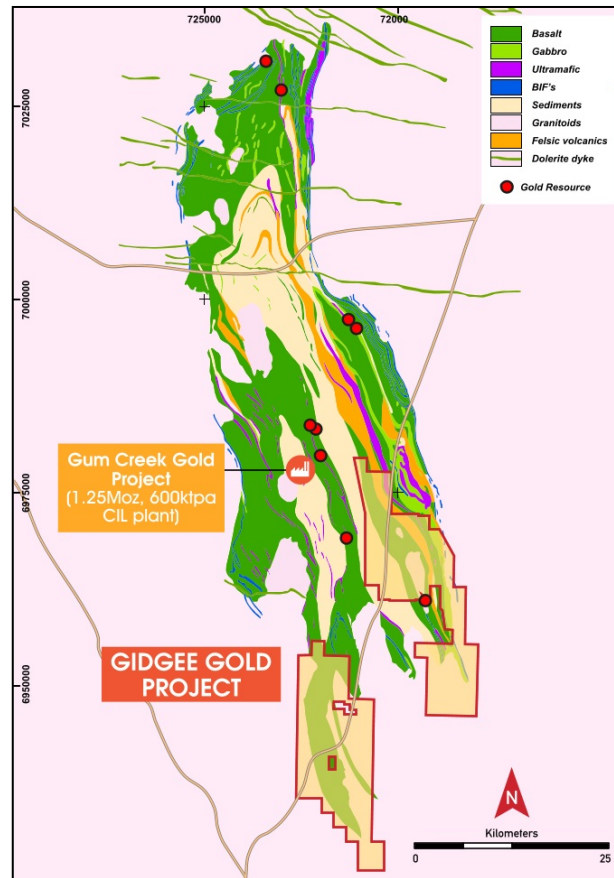 725000
72000
7025000
7000000
6975000
6950000
Basalt
Gabbro
Ultramafic
BIF's
Sediments
Granitoids
Felsic volcanics
Dolerite dyke
Gold Resource
Gum Creek Gold
Project
(1.25Moz, 600ktpa
CIL plant)
GIDGEE GOLD
PROJECT
N
Kilometers
0
25